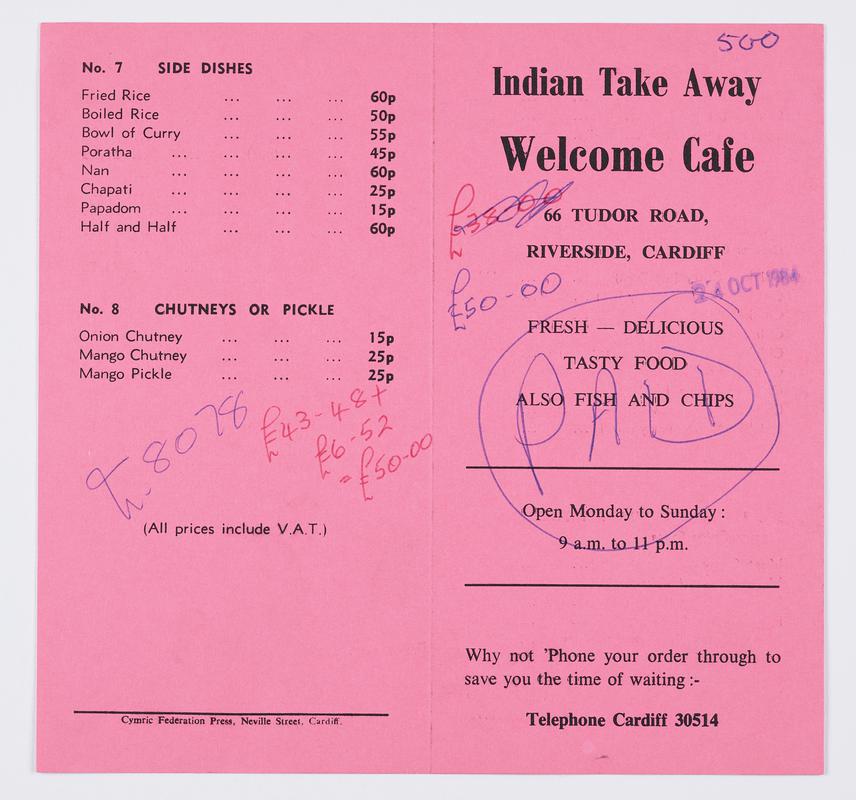 No. 7 SIDE DISHES
Fried Rice ... ... ... 60p
Boiled Rice ... ... ... 50p
Bowl of Curry ... ... ... 55p
Poratha ... ... ... ... 45p
Nan ... ... ... ... 60p
Chapati ... ... ... ... 25p
Papadom ... ... ... ... 15p
Half and Half ... ... ... 60p
No. 8 CHUTNEYS OR PICKLE
Onion Chutney ... ... ... 15p
Mango Chutney ... ... ... 25p
Mango Pickle ... ... ... 25p
£43-48+
£6-52
= £50-00
(All prices include V.A.T.)
Cymric Federation Press, Neville Street, Cardiff.
500
Indian Take Away
Welcome Cafe
66 TUDOR ROAD,
RIVERSIDE, CARDIFF
£50-00
24 OCT 1984
FRESH — DELICIOUS
TASTY FOOD
ALSO FISH AND CHIPS
PAID
Open Monday to Sunday :
9 a.m. to 11 p.m.
Why not 'Phone your order through to
save you the time of waiting :-
Telephone Cardiff 30514